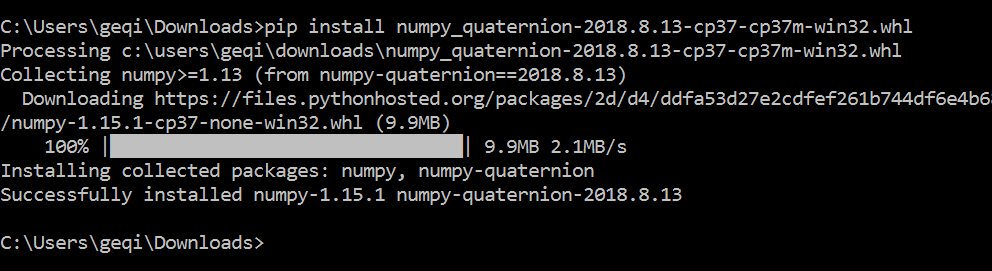 C:\Users\geqi\Downloads>pip install numpy_quaternion-2018.8.13-cp37-cp37m-win32.whl
Processing c:\users\geqi\downloads\numpy_quaternion-2018.8.13-cp37-cp37m-win32.whl
Collecting numpy>=1.13 (from numpy-quaternion==2018.8.13)
  Downloading https://files.pythonhosted.org/packages/2d/d4/ddfa53d27e2cdfef261b744df6e4b6
/numpy-1.15.1-cp37-none-win32.whl (9.9MB)
    100% || 9.9MB 2.1MB/s
Installing collected packages: numpy, numpy-quaternion
Successfully installed numpy-1.15.1 numpy-quaternion-2018.8.13
C:\Users\geqi\Downloads>